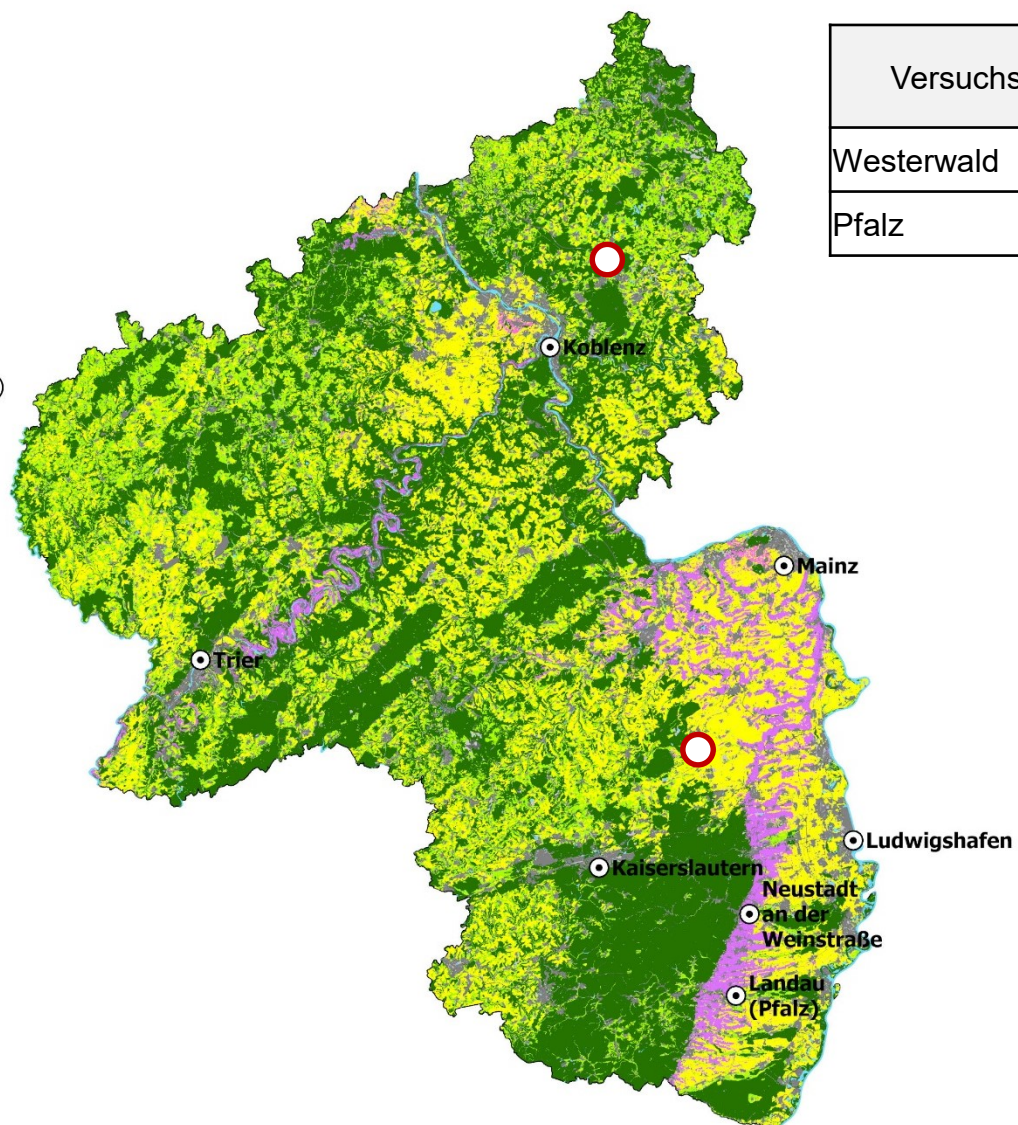 Versuchs
Westerwald
Pfalz
Koblenz
Mainz
Trier
Ludwigshafen
Kaiserslautern
Neustadt
an der
Weinstraße
Landau
(Pfalz)